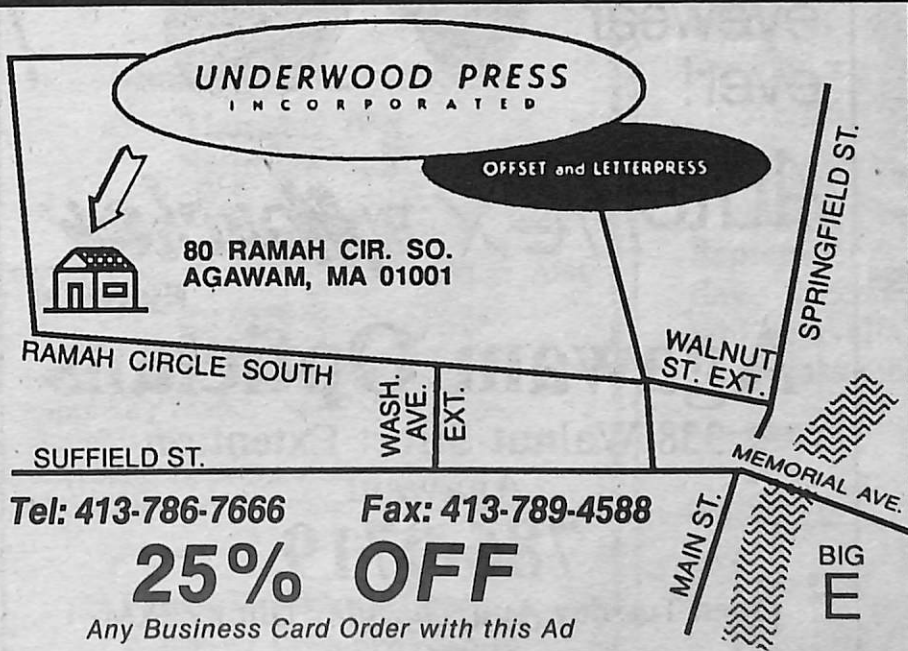 UNDERWOOD PRESS
INCORPORATED
OFFSET and LETTERPRESS
80 RAMAH CIR. SO.
AGAWAM, MA 01001
SPRINGFIELD ST.
WALNUT
ST. EXT.
RAMAH CIRCLE SOUTH
WASH.
AVE.
EXT.
SUFFIELD ST.
MEMORIAL AVE.
MAIN ST.
BIG
E
Tel: 413-786-7666 Fax: 413-789-4588
25% OFF
Any Business Card Order with this Ad